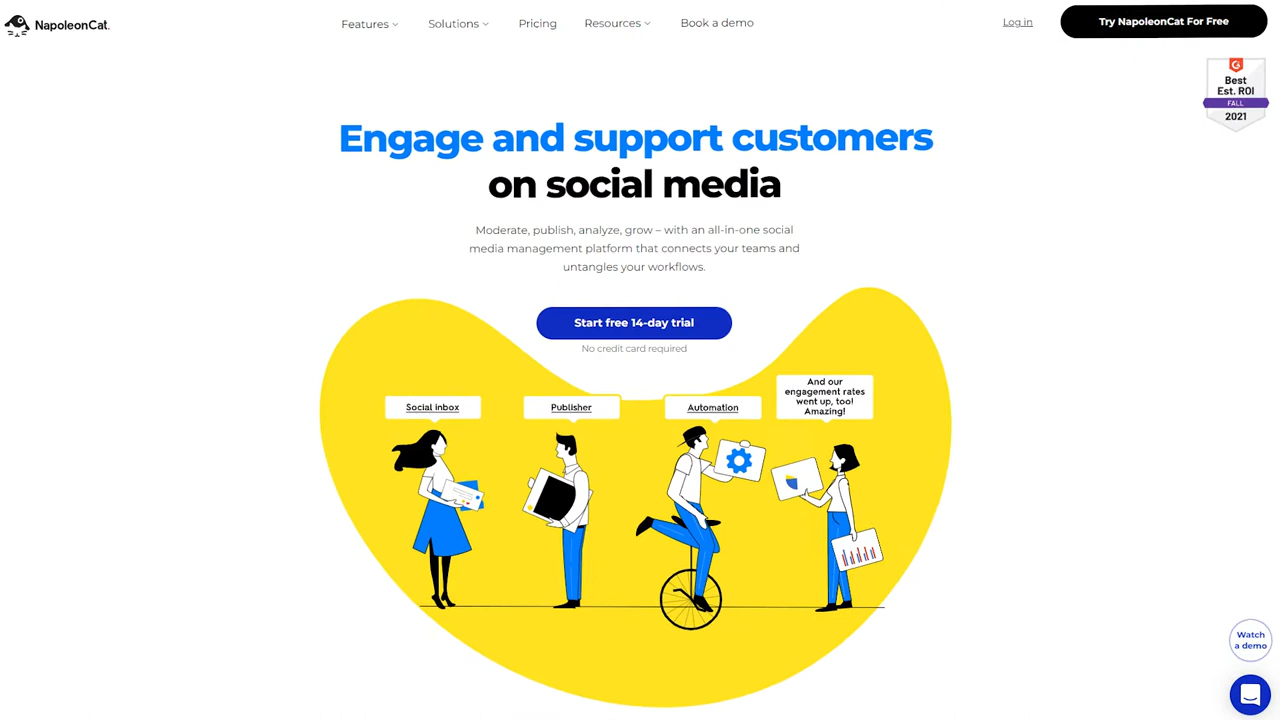 NapoleonCat.
Features
Solutions
Pricing
Resources
Book a demo
Log in
Try NapoleonCat For Free
Best
Est. ROI
FALL
2021
Engage and support customers
on social media
Moderate, publish, analyze, grow – with an all-in-one social
media management platform that connects your teams and
untangles your workflows.
Start free 14-day trial
No credit card required
Social inbox
Publisher
Automation
And our
engagement rates
went up, too!
Amazing!
Watch
a demo